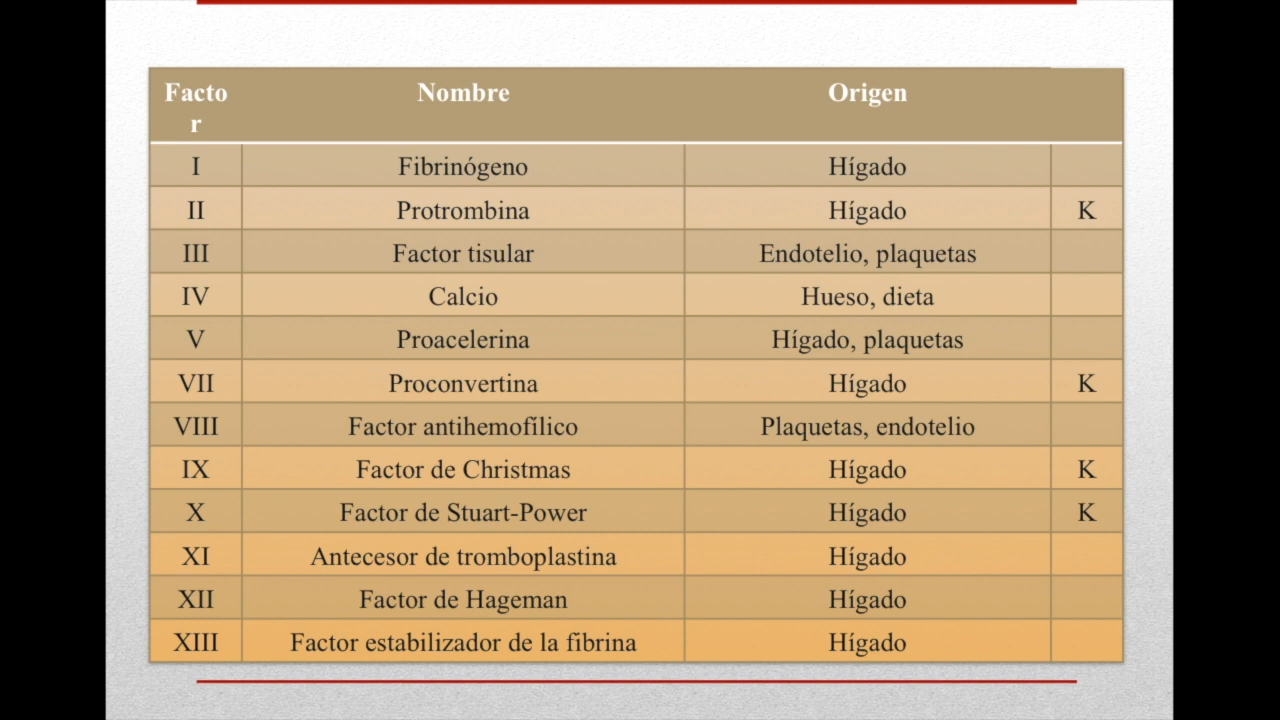 Facto Nombre Origen
r
I Fibrinógeno Hígado
II Protrombina Hígado K
III Factor tisular Endotelio, plaquetas
IV Calcio Hueso, dieta
V Proacelerina Hígado, plaquetas
VII Proconvertina Hígado K
VIII Factor antihemofílico Plaquetas, endotelio
IX Factor de Christmas Hígado K
X Factor de Stuart-Power Hígado K
XI Antecesor de tromboplastina Hígado
XII Factor de Hageman Hígado
XIII Factor estabilizador de la fibrina Hígado